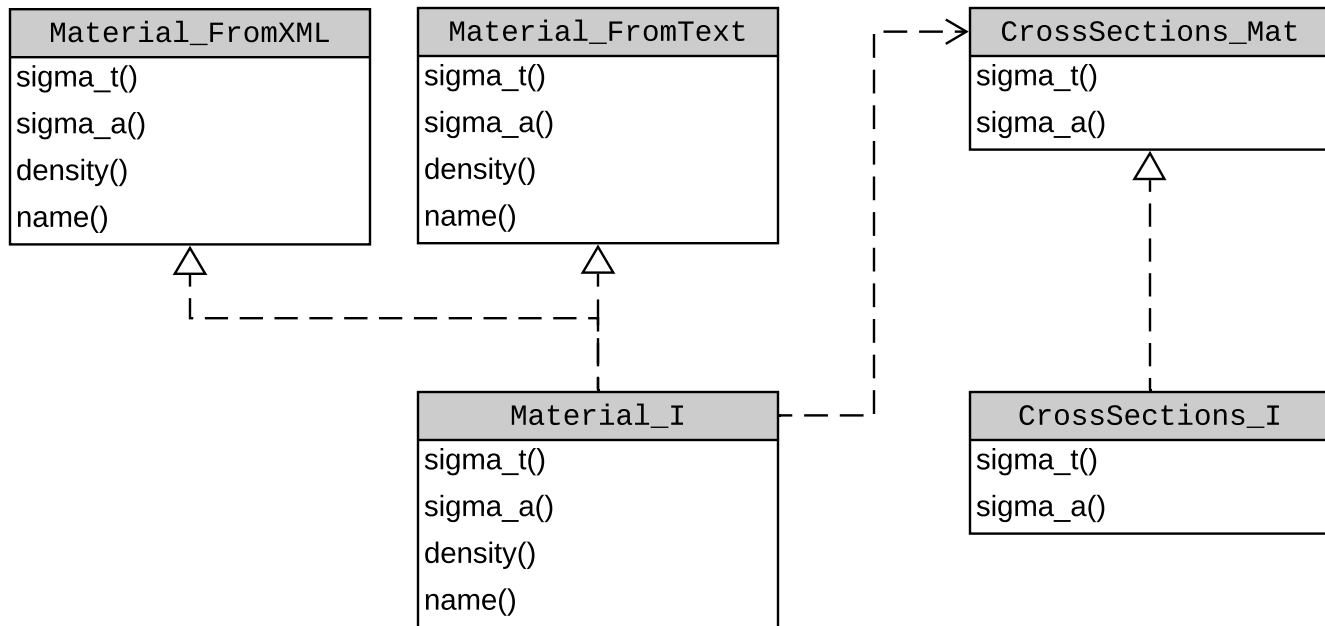 Material_FromXML
sigma_t()
sigma_a()
density()
name()
Material_FromText
sigma_t()
sigma_a()
density()
name()
CrossSections_Mat
sigma_t()
sigma_a()
Material_I
sigma_t()
sigma_a()
density()
name()
CrossSections_I
sigma_t()
sigma_a()